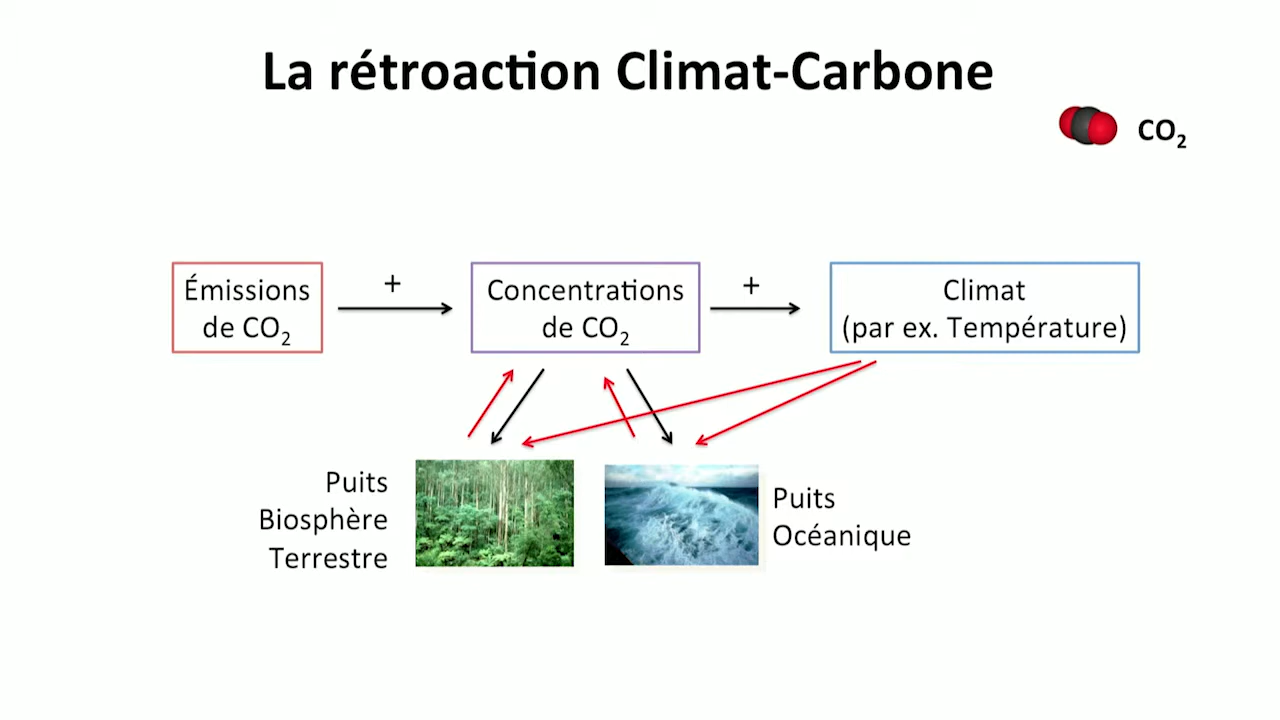 La rétroaction Climat-Carbone
CO₂
Émissions
de CO₂
+
Concentrations
de CO₂
+
Climat
(par ex. Température)
Puits
Biosphère
Terrestre
Puits
Océanique